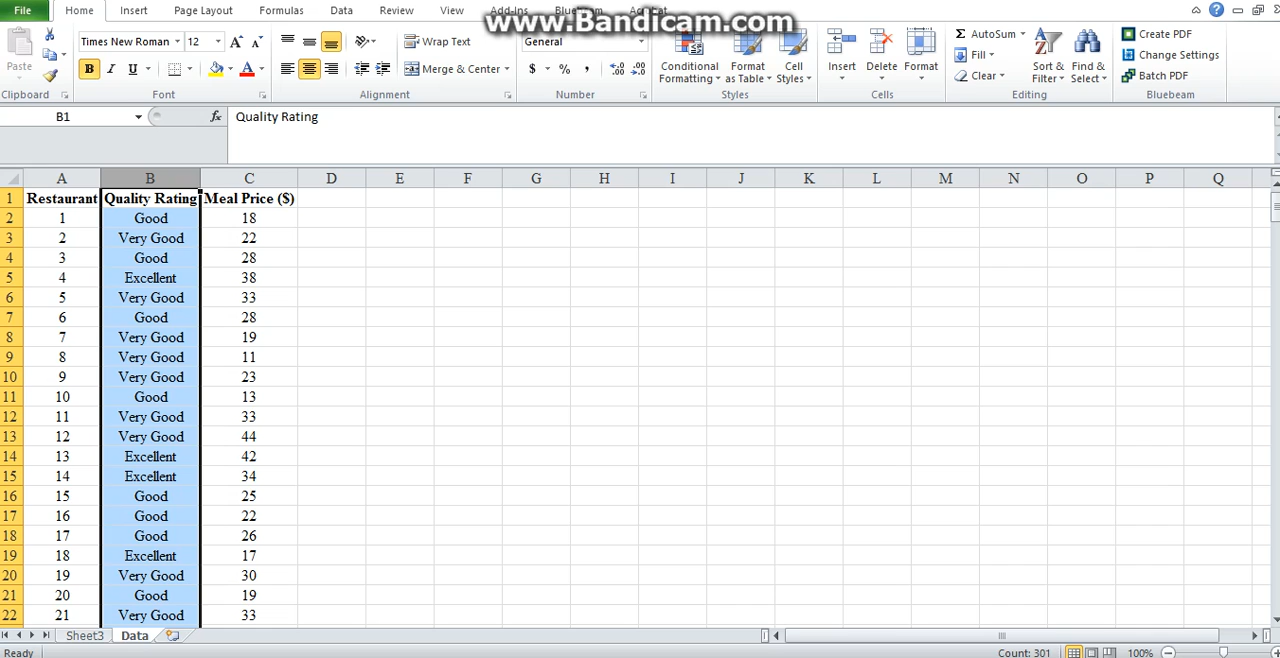 www.Bandicam.com
File Home Insert Page Layout Formulas Data Review View Add-Ins
Times New Roman 12 A A Wrap Text General
Paste B I U A Merge & Center $ % , Conditional Formatting Format as Table Cell Styles Insert Delete Format
Σ AutoSum Fill Clear Sort & Filter Find & Select
Create PDF
Change Settings
Batch PDF
Clipboard Font Alignment Number Styles Cells Editing Bluebeam
B1 fx Quality Rating
A B C D E F G H I J K L M N O P Q
1 Restaurant Quality Rating Meal Price ($)
2 1 Good 18
3 2 Very Good 22
4 3 Good 28
5 4 Excellent 38
6 5 Very Good 33
7 6 Good 28
8 7 Very Good 19
9 8 Very Good 11
10 9 Very Good 23
11 10 Good 13
12 11 Very Good 33
13 12 Very Good 44
14 13 Excellent 42
15 14 Excellent 34
16 15 Good 25
17 16 Good 22
18 17 Good 26
19 18 Excellent 17
20 19 Very Good 30
21 20 Good 19
22 21 Very Good 33
Sheet3 Data
Ready Count: 301 100%